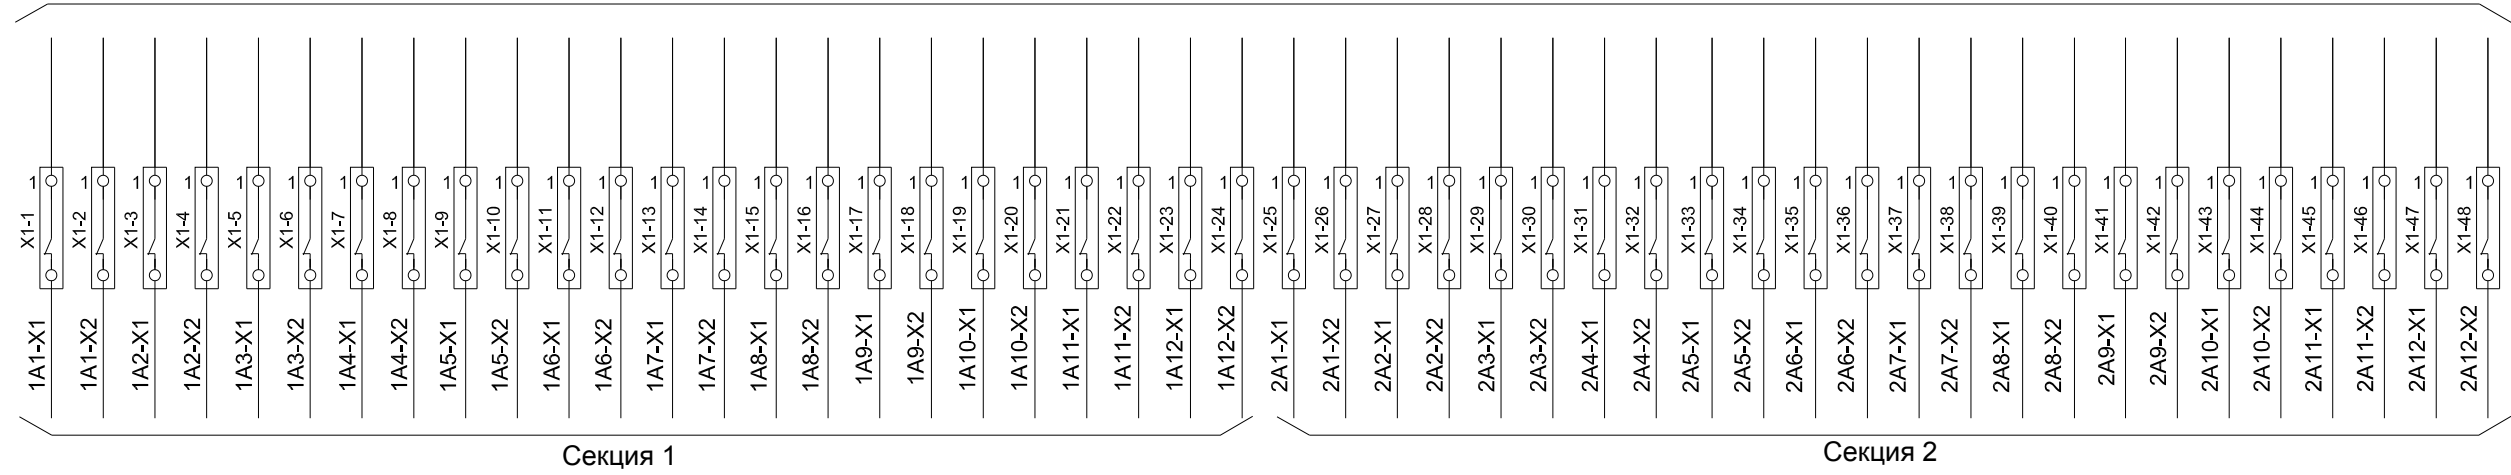 1 1 1 1 1 1 1 1 1 1 1 1 1 1 1 1 1 1 1 1 1 1 1 1 1 1 1 1 1 1 1 1 1 1 1 1 1 1 1 1 1 1 1 1 1 1 1 1
X1-1 X1-2 X1-3 X1-4 X1-5 X1-6 X1-7 X1-8 X1-9 X1-10 X1-11 X1-12 X1-13 X1-14 X1-15 X1-16 X1-17 X1-18 X1-19 X1-20 X1-21 X1-22 X1-23 X1-24 X1-25 X1-26 X1-27 X1-28 X1-29 X1-30 X1-31 X1-32 X1-33 X1-34 X1-35 X1-36 X1-37 X1-38 X1-39 X1-40 X1-41 X1-42 X1-43 X1-44 X1-45 X1-46 X1-47 X1-48
1A1-X1 1A1-X2 1A2-X1 1A2-X2 1A3-X1 1A3-X2 1A4-X1 1A4-X2 1A5-X1 1A5-X2 1A6-X1 1A6-X2 1A7-X1 1A7-X2 1A8-X1 1A8-X2 1A9-X1 1A9-X2 1A10-X1 1A10-X2 1A11-X1 1A11-X2 1A12-X1 1A12-X2 2A1-X1 2A1-X2 2A2-X1 2A2-X2 2A3-X1 2A3-X2 2A4-X1 2A4-X2 2A5-X1 2A5-X2 2A6-X1 2A6-X2 2A7-X1 2A7-X2 2A8-X1 2A8-X2 2A9-X1 2A9-X2 2A10-X1 2A10-X2 2A11-X1 2A11-X2 2A12-X1 2A12-X2
Секция 1 Секция 2